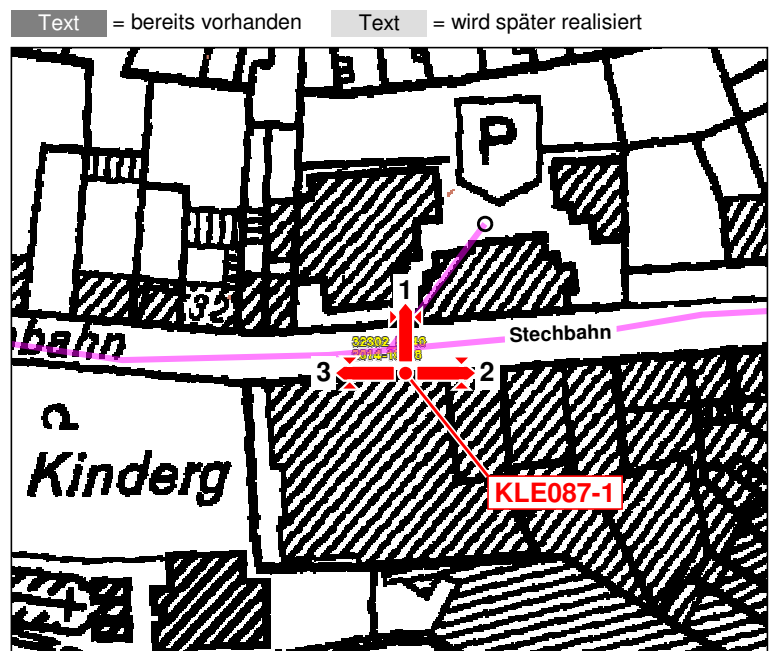 Text = bereits vorhanden Text = wird später realisiert
P
1
32
bahn
Stechbahn
3 2
Kinderg
KLE087-1